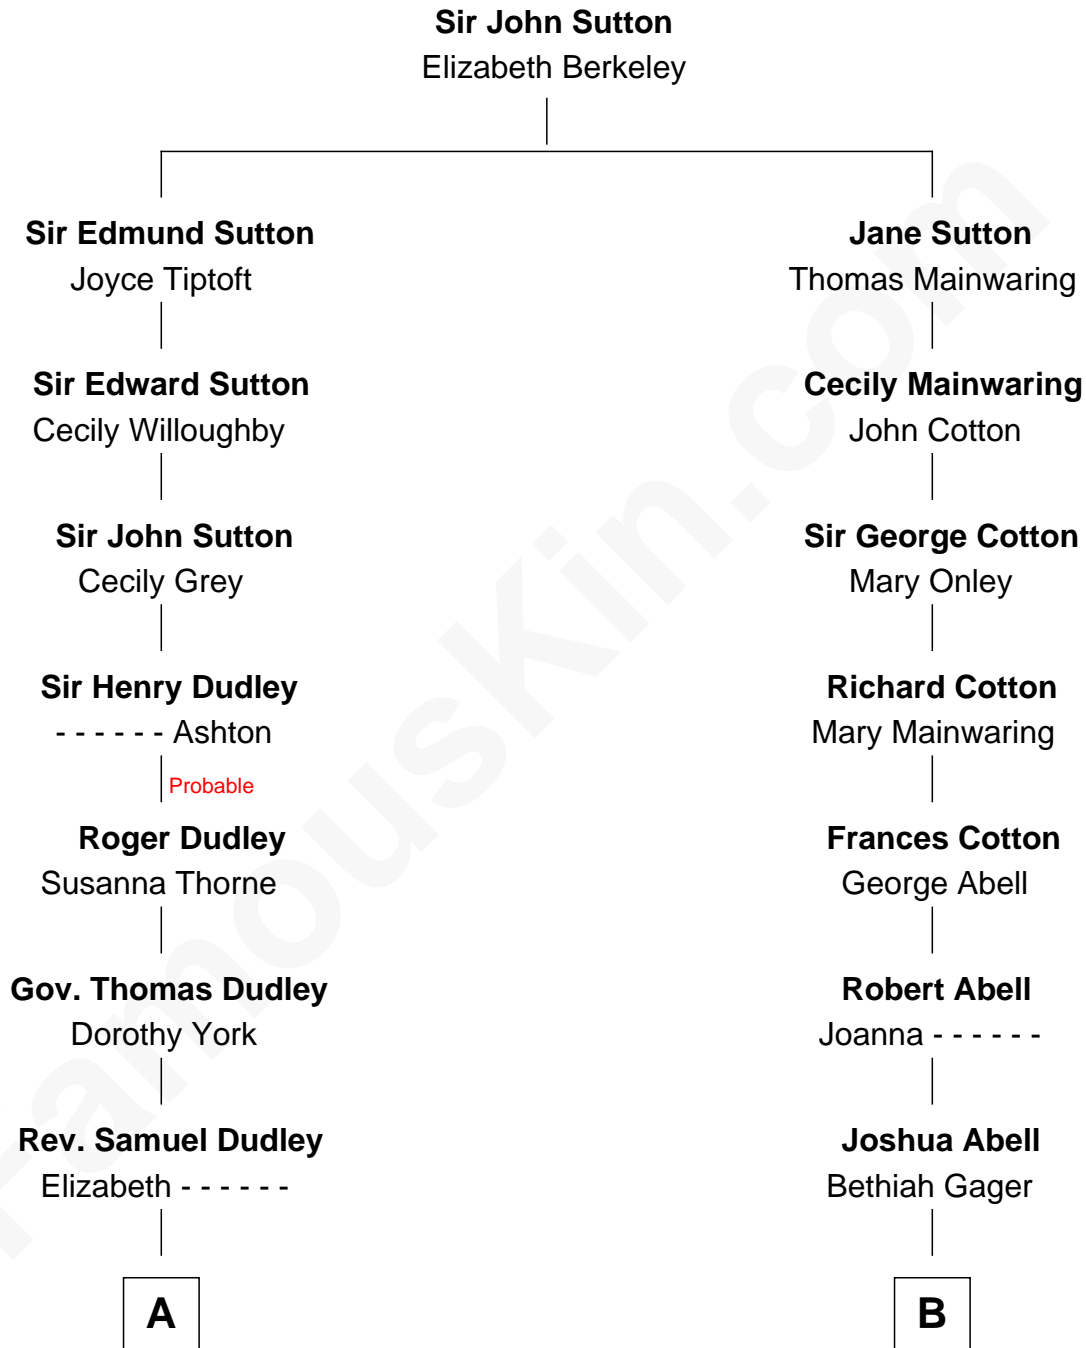 Sir John Sutton
Elizabeth Berkeley
Sir Edmund Sutton
Joyce Tiptoft
Jane Sutton
Thomas Mainwaring
Sir Edward Sutton
Cecily Willoughby
Cecily Mainwaring
John Cotton
Sir John Sutton
Cecily Grey
Sir George Cotton
Mary Onley
Sir Henry Dudley
- - - - - - Ashton
Richard Cotton
Mary Mainwaring
Probable
Roger Dudley
Susanna Thorne
Frances Cotton
George Abell
Gov. Thomas Dudley
Dorothy York
Robert Abell
Joanna - - - - - -
Rev. Samuel Dudley
Elizabeth - - - - - -
Joshua Abell
Bethiah Gager
A
B
FamousKin.com